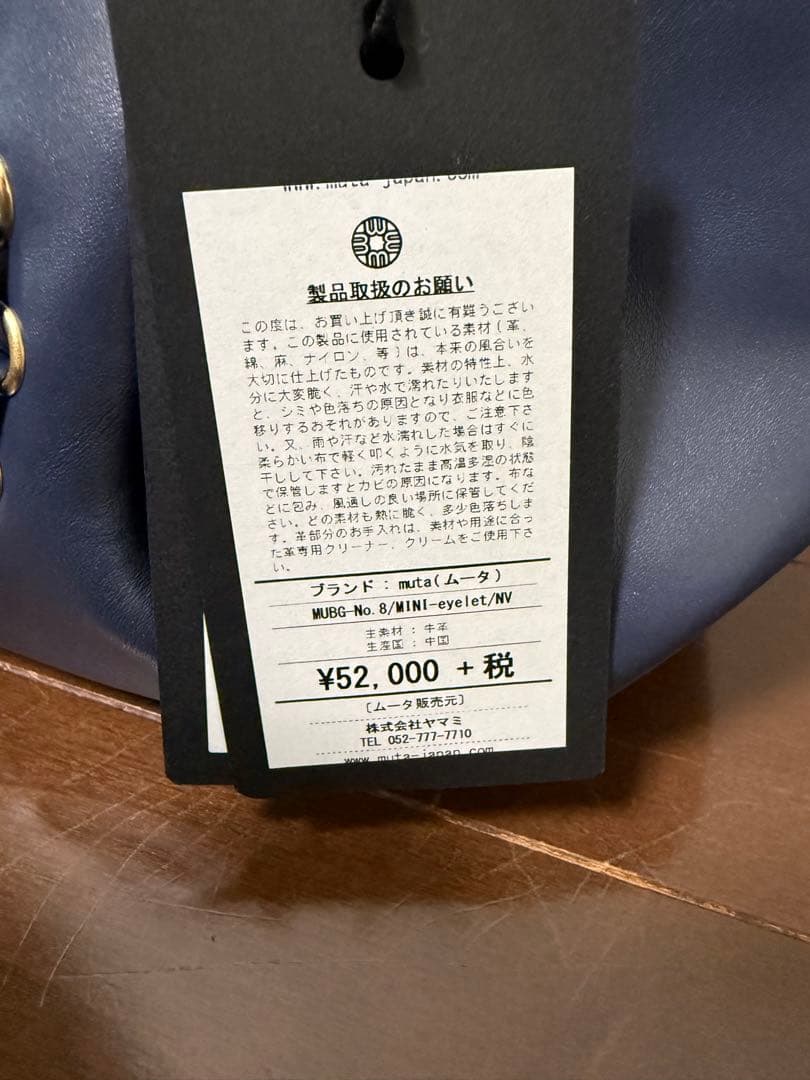 www.muta-japan.com
製品取扱のお願い
この度は、お買い上げ頂き誠に有難うござい
ます。この製品に使用されている素材(革、
綿、麻、ナイロン、等)は、本来の風合いを
大切に仕上げたものです。素材の特性上、水
分に大変脆く、汗や水で濡れたりいたします
と、シミや色落ちの原因となり衣服などに色
移りするおそれがありますので、ご注意下さ
い。又、雨や汗など水濡れした場合はすぐに
柔らかい布で軽く叩くように水気を取り、陰
干しして下さい。汚れたまま高温多湿の状態
で保管しますとカビの原因になります。布な
どに包み、風通しの良い場所に保管してくだ
さい。どの素材も熱に脆く、多少色落ちしま
す。革部分のお手入れは、素材や用途に合っ
た革専用クリーナー、クリームをご使用下さ
い。
ブランド : muta(ムータ)
MUBG-No.8/MINI-eyelet/NV
主素材 : 牛革
生産国 : 中国
¥52,000 + 税
[ムータ販売元]
株式会社ヤマミ
TEL 052-777-7710
www.muta-japan.com